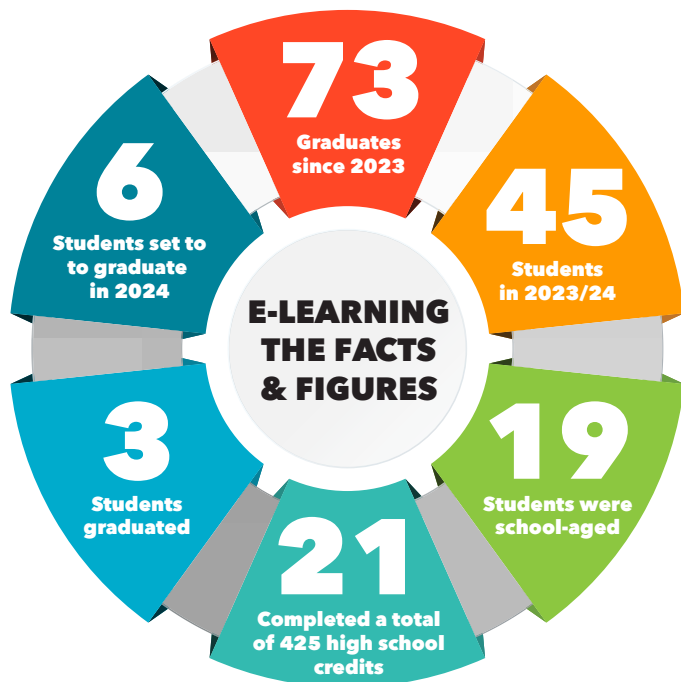 73
Graduates
since 2023
45
Students
in 2023/24
19
Students were
school-aged
21
Completed a total
of 425 high school
credits
3
Students
graduated
6
Students set to
to graduate
in 2024
E-LEARNING
THE FACTS
& FIGURES